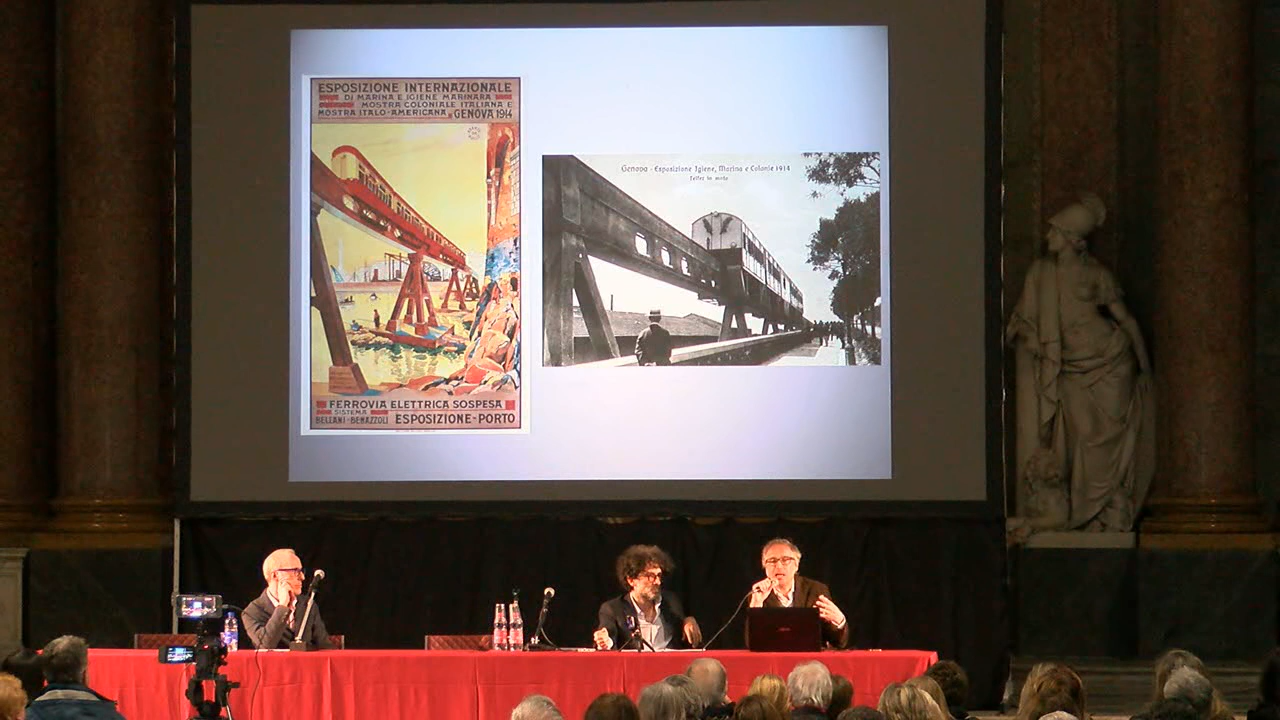 ESPOSIZIONE INTERNAZIONALE
DI MARINA E IGIENE MARINARA
MOSTRA COLONIALE ITALIANA E
MOSTRA ITALO-AMERICANA GENOVA 1914
FERROVIA ELETTRICA SOSPESA
SISTEMA
BELLANI-BENAZZOLI ESPOSIZIONE-PORTO
Genova - Esposizione Igiene, Marina e Colonie 1914